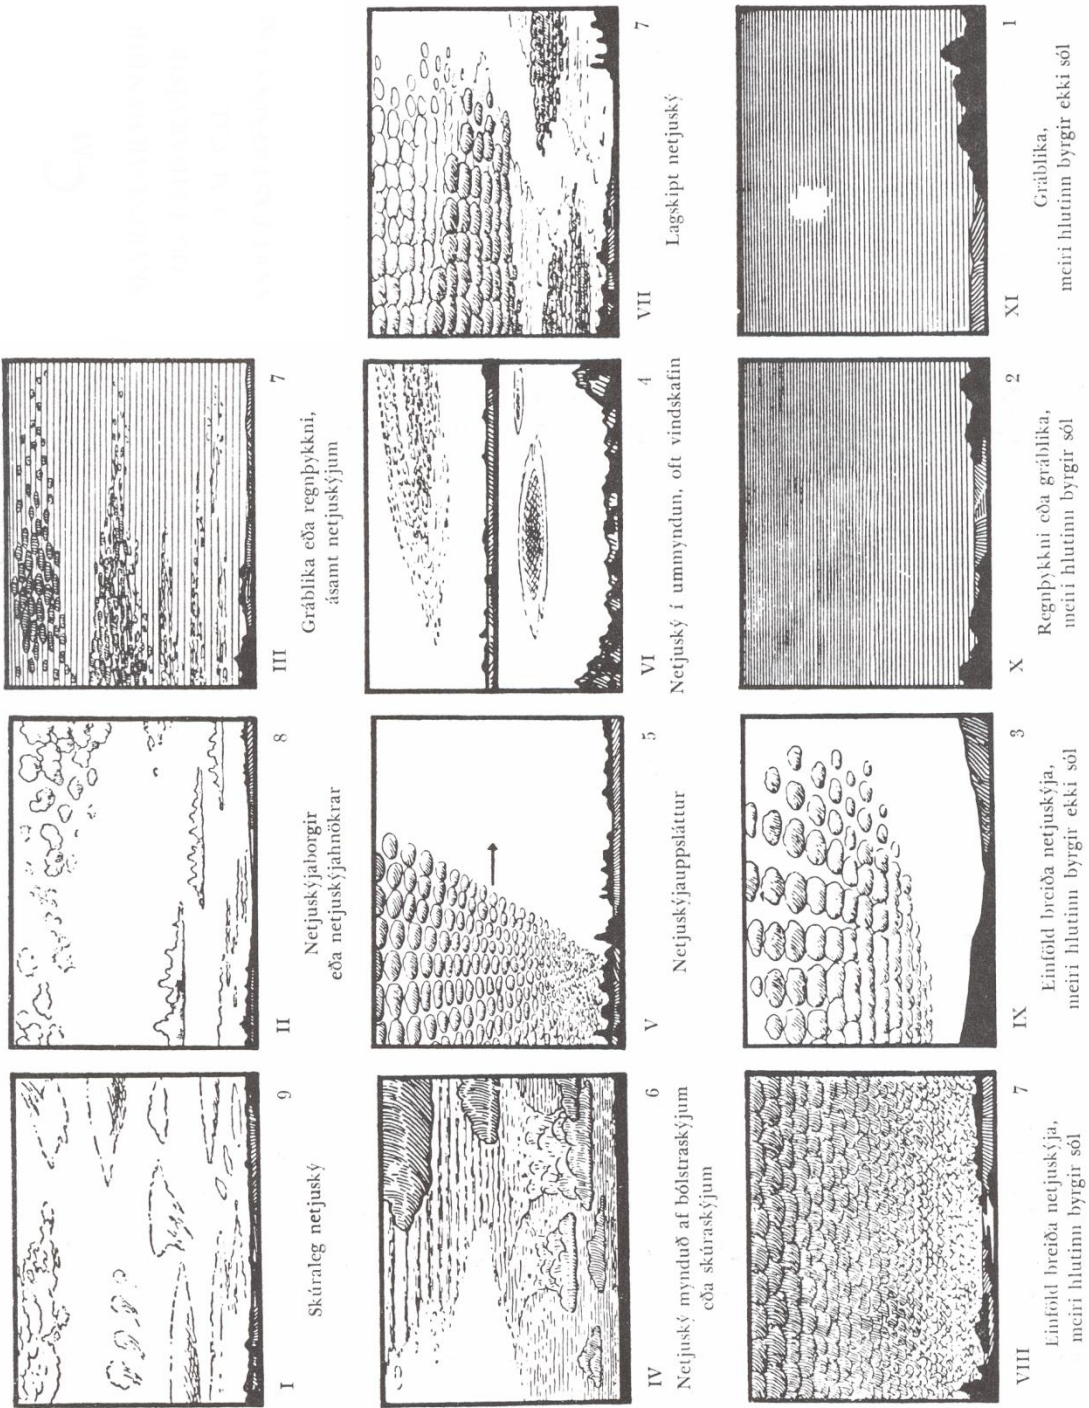 I
9
Skúraleg netjuský
II
8
Netjuskýjaborgir
eða netjuskýjahnökrar
III
7
Gráblika eða regnþykkni,
ásamt netjuskýjum
IV
6
Netjuský mynduð af bólstraskýjum
eða skúraskýjum
V
5
Netjuskýjauppsláttur
VI
4
Netjuský í ummyndun, oft vindskafin
VII
7
Lagskipt netjuský
VIII
7
Einföld breiða netjuskýja,
meiri hlutinn byrgir sól
IX
3
Einföld breiða netjuskýja,
meiri hlutinn byrgir ekki sól
X
2
Regnþykkni eða gráblika,
meiri hlutinn byrgir sól
XI
1
Gráblika,
meiri hlutinn byrgir ekki sól